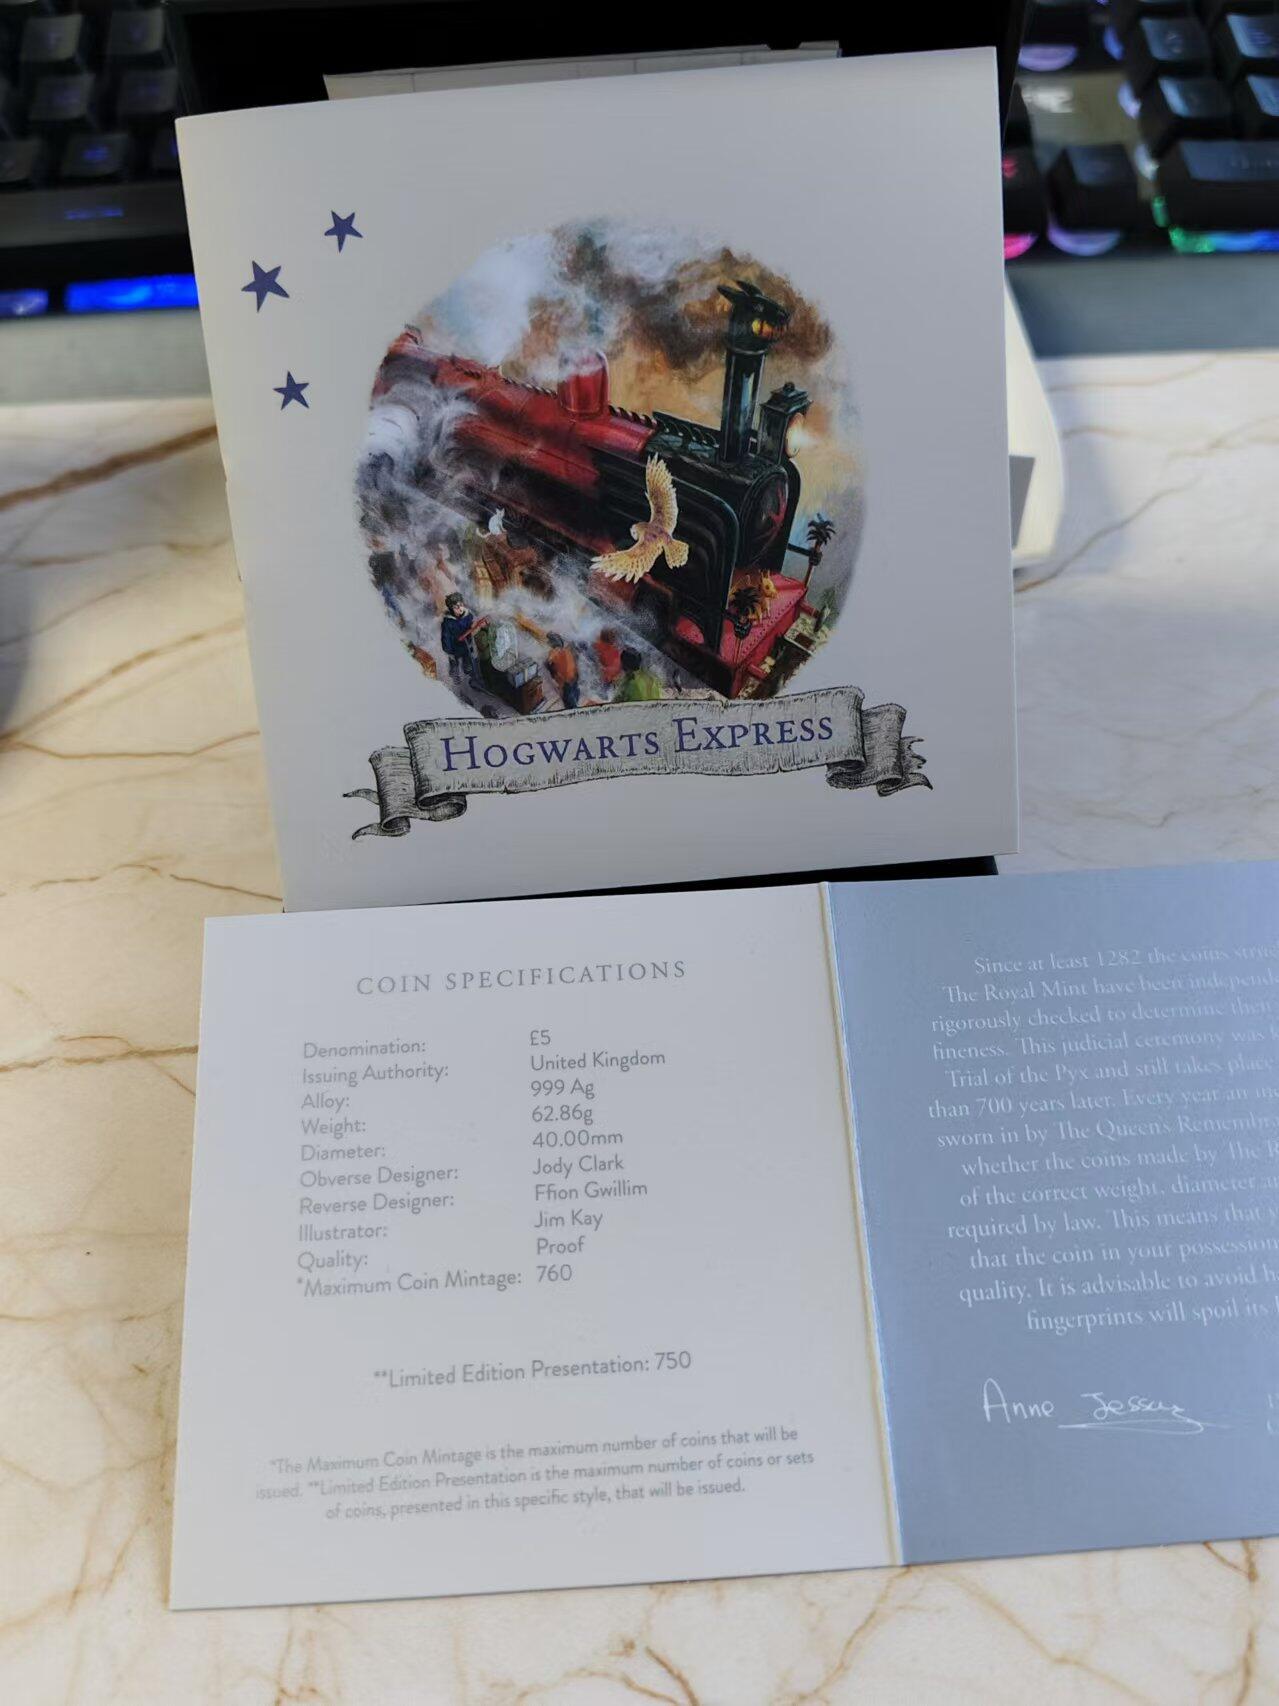 HOGWARTS EXPRESS
COIN SPECIFICATIONS
Denomination: £5
Issuing Authority: United Kingdom
Alloy: 999 Ag
Weight: 62.86g
Diameter: 40.00mm
Obverse Designer: Jody Clark
Reverse Designer: Ffion Gwillim
Illustrator: Jim Kay
Quality: Proof
*Maximum Coin Mintage: 760
**Limited Edition Presentation: 750
*The Maximum Coin Mintage is the maximum number of coins that will be
issued. **Limited Edition Presentation is the maximum number of coins or sets
of coins, presented in this specific style, that will be issued.
Since at least 1282 the coins
The Royal Mint have been
rigorously checked to determine
fineness. This judicial ceremony was
Trial of the Pyx and still takes place
than 700 years later. Every year an
sworn in by The Queen's
whether the coins made by The
of the correct weight, diameter
required by law. This means that
that the coin in your possession
quality. It is advisable to avoid
fingerprints will spoil its
Anne Jessop